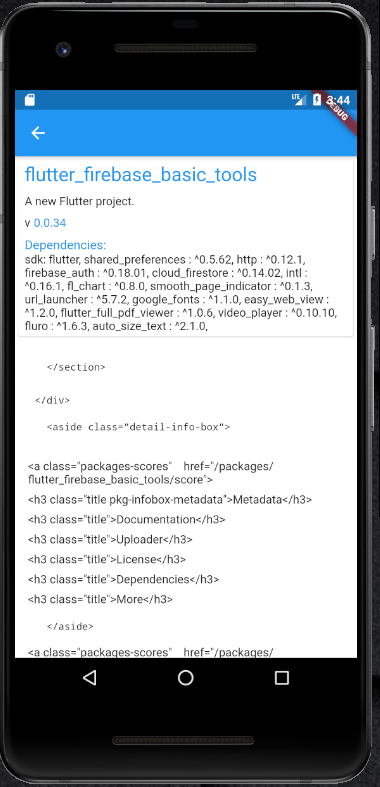 LTE 2:44
DEBUG
flutter_firebase_basic_tools
A new Flutter project.
v 0.0.34
Dependencies:
sdk: flutter, shared_preferences : ^0.5.62, http : ^0.12.1,
firebase_auth : ^0.18.01, cloud_firestore : ^0.14.02, intl :
^0.16.1, fl_chart : ^0.8.0, smooth_page_indicator : ^0.1.3,
url_launcher : ^5.7.2, google_fonts : ^1.1.0, easy_web_view :
^1.2.0, flutter_full_pdf_viewer : ^1.0.6, video_player : ^0.10.10,
fluro : ^1.6.3, auto_size_text : ^2.1.0,
</section>
</div>
<aside class="detail-info-box">
<a class="packages-scores" href="/packages/
flutter_firebase_basic_tools/score">
<h3 class="title pkg-infobox-metadata">Metadata</h3>
<h3 class="title">Documentation</h3>
<h3 class="title">Uploader</h3>
<h3 class="title">License</h3>
<h3 class="title">Dependencies</h3>
<h3 class="title">More</h3>
</aside>
<a class="packages-scores" href="/packages/